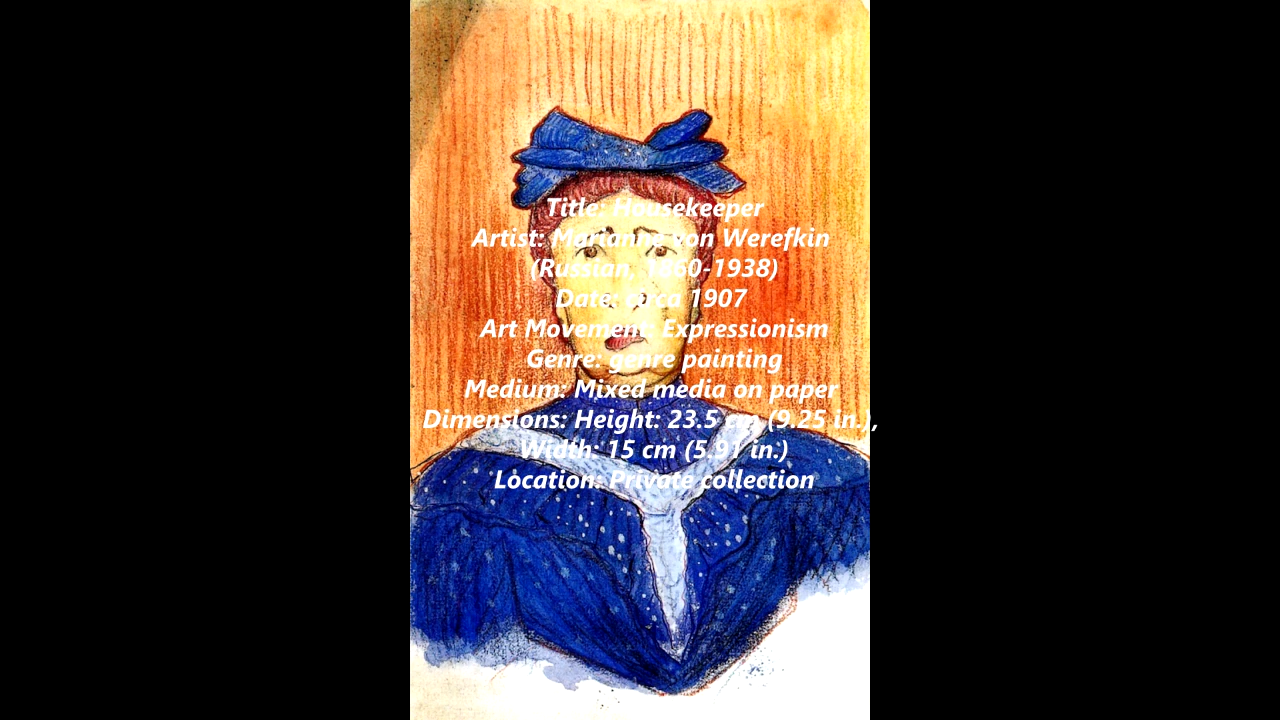 Title: Housekeeper
Artist: Marianne von Werefkin
(Russian, 1860-1938)
Date: circa 1907
Art Movement: Expressionism
Genre: genre painting
Medium: Mixed media on paper
Dimensions: Height: 23.5 cm (9.25 in.),
Width: 15 cm (5.91 in.)
Location: Private collection